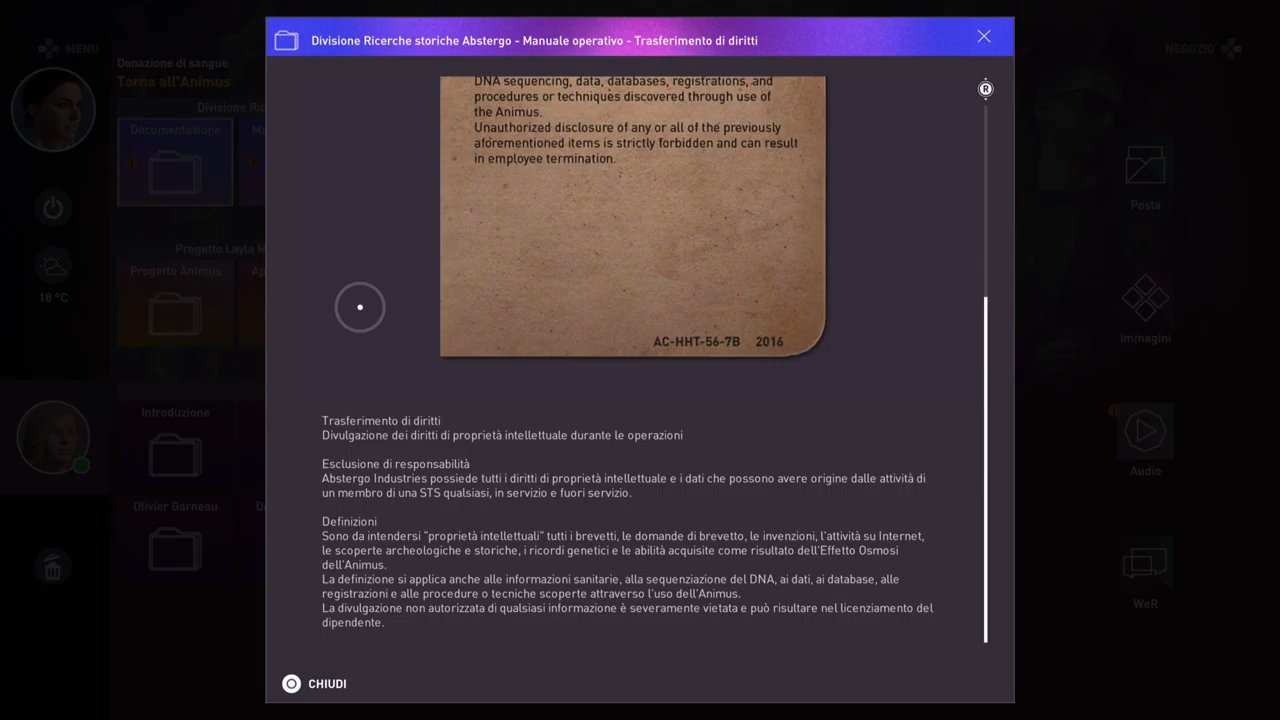 Divisione Ricerche storiche Abstergo - Manuale operativo - Trasferimento di diritti
MENU
NEGOZIO
Donazione di sangue
Torna all'Animus
Divisione Ric
Documentazione
Ma
18 °C
Progetto Layla H
Progetto Animus
Ap
Introduzione
Olivier Garneau
D
DNA sequencing, data, databases, registrations, and
procedures or techniques discovered through use of
the Animus.
Unauthorized disclosure of any or all of the previously
aforementioned items is strictly forbidden and can result
in employee termination.
AC-HHT-56-7B 2016
R
Trasferimento di diritti
Divulgazione dei diritti di proprietà intellettuale durante le operazioni
Esclusione di responsabilità
Abstergo Industries possiede tutti i diritti di proprietà intellettuale e i dati che possono avere origine dalle attività di
un membro di una STS qualsiasi, in servizio e fuori servizio.
Definizioni
Sono da intendersi "proprietà intellettuali" tutti i brevetti, le domande di brevetto, le invenzioni, l'attività su Internet,
le scoperte archeologiche e storiche, i ricordi genetici e le abilità acquisite come risultato dell'Effetto Osmosi
dell'Animus.
La definizione si applica anche alle informazioni sanitarie, alla sequenziazione del DNA, ai dati, ai database, alle
registrazioni e alle procedure o tecniche scoperte attraverso l'uso dell'Animus.
La divulgazione non autorizzata di qualsiasi informazione è severamente vietata e può risultare nel licenziamento del
dipendente.
CHIUDI
Posta
Immagini
Audio
WeR